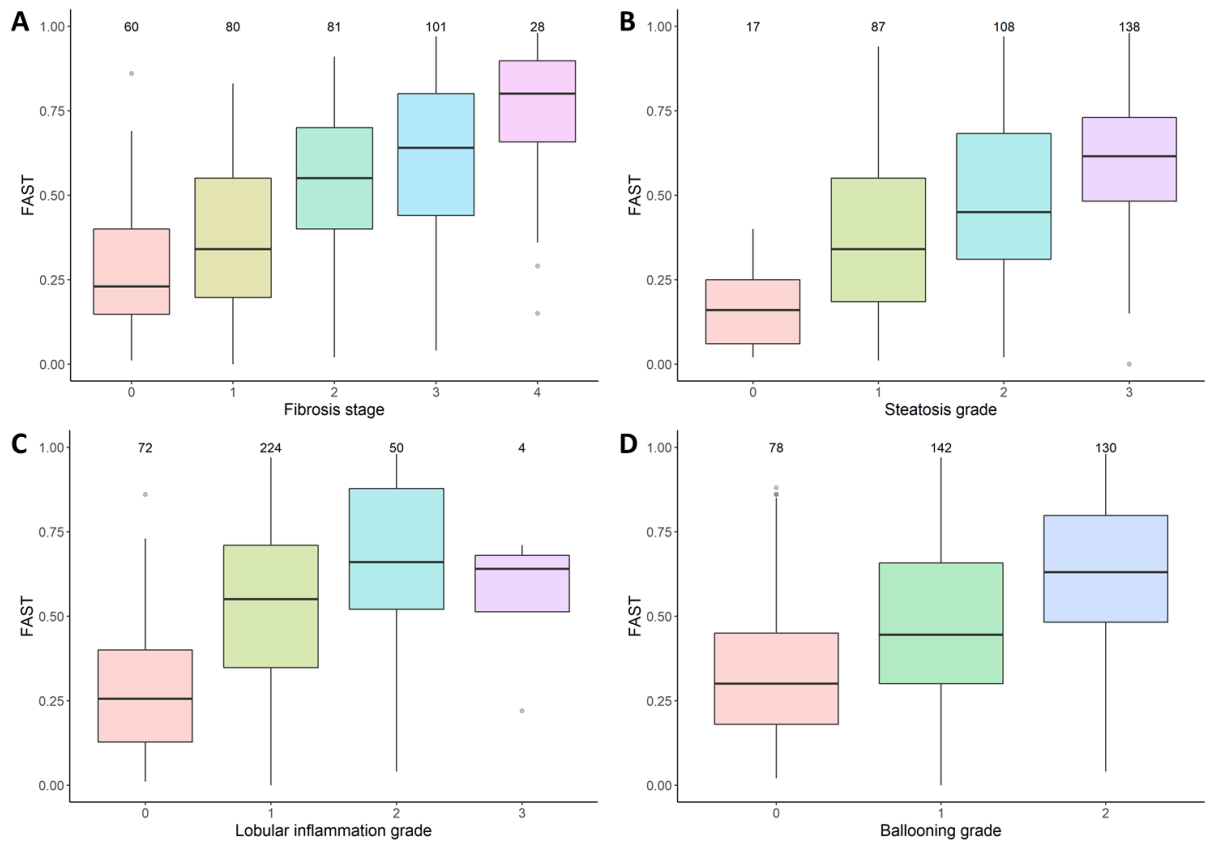 A
60 80 81 101 28
1.00
0.75
0.50
0.25
0.00
FAST
0 1 2 3 4
Fibrosis stage
B
17 87 108 138
1.00
0.75
0.50
0.25
0.00
FAST
0 1 2 3
Steatosis grade
C
72 224 50 4
1.00
0.75
0.50
0.25
0.00
FAST
0 1 2 3
Lobular inflammation grade
D
78 142 130
1.00
0.75
0.50
0.25
0.00
FAST
0 1 2
Ballooning grade